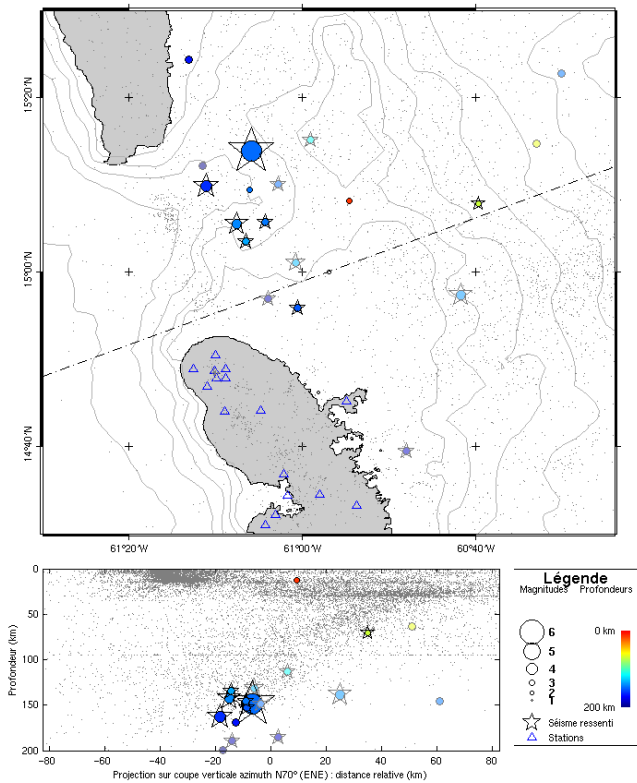 15°20'N
15°00'N
14°40'N
61°20'W 61°00'W 60°40'W
0
50
100
150
200
Profondeur (km)
-80 -60 -40 -20 0 20 40 60 80
Projection sur coupe verticale azimuth N70° (ENE) : distance relative (km)
Légende
Magnitudes Profondeurs
6
5
4
3
2
1
0 km
200 km
Séisme ressenti
Stations